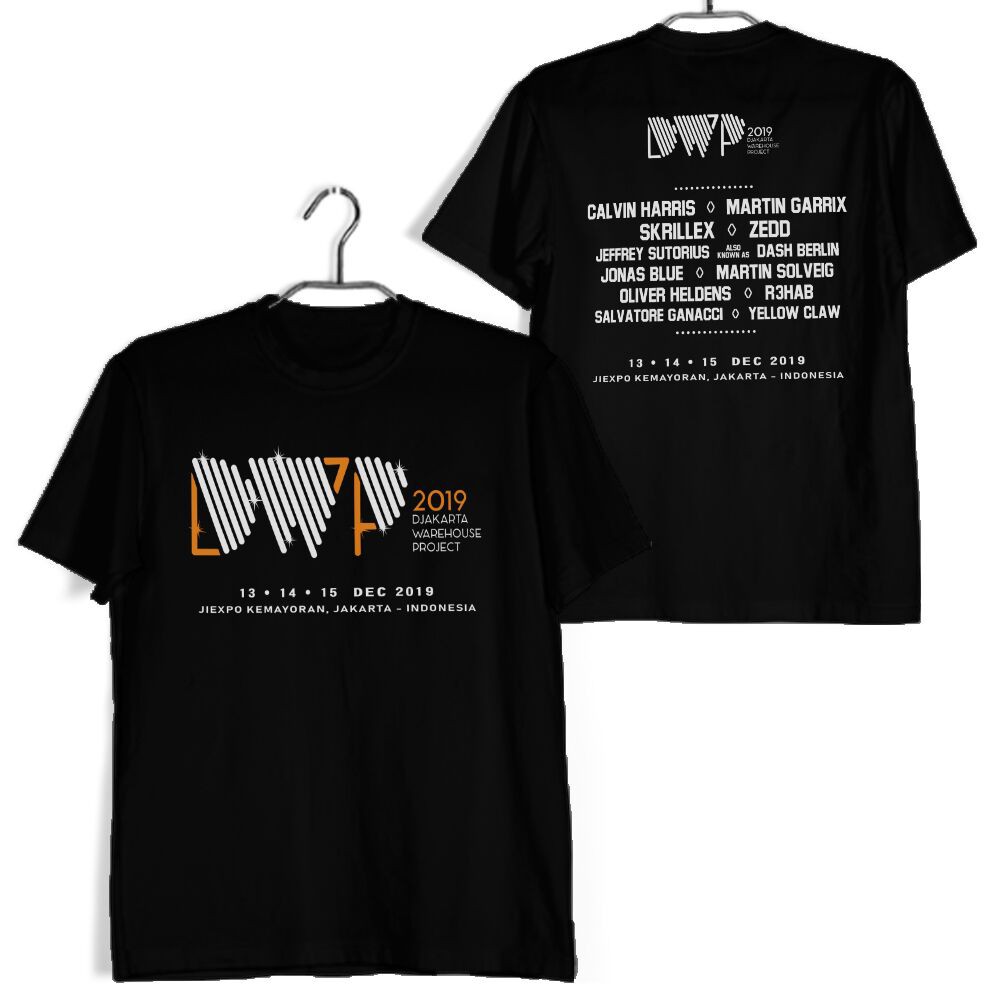 DWP 2019
DJAKARTA
WAREHOUSE
PROJECT
13 • 14 • 15 DEC 2019
JIEXPO KEMAYORAN, JAKARTA – INDONESIA
DWP 2019
DJAKARTA
WAREHOUSE
PROJECT
CALVIN HARRIS ◊ MARTIN GARRIX
SKRILLEX ◊ ZEDD
JEFFREY SUTORIUS ALSO KNOWN AS DASH BERLIN
JONAS BLUE ◊ MARTIN SOLVEIG
OLIVER HELDENS ◊ R3HAB
SALVATORE GANACCI ◊ YELLOW CLAW
13 • 14 • 15 DEC 2019
JIEXPO KEMAYORAN, JAKARTA – INDONESIA